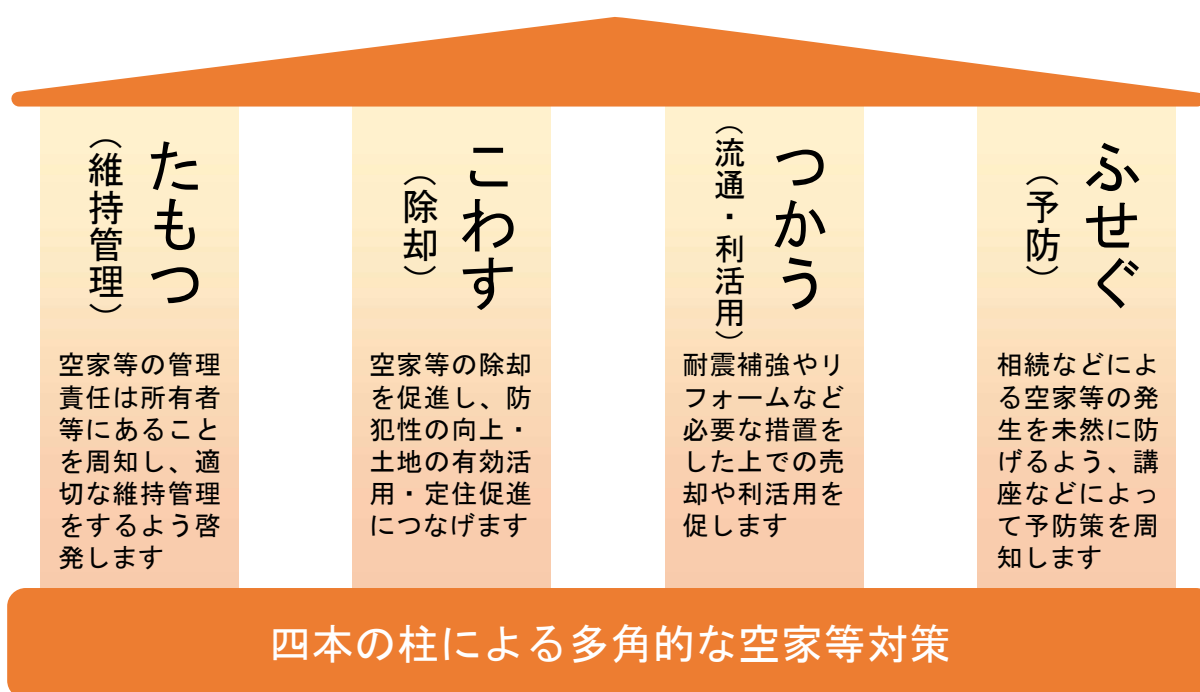 たもつ
（維持管理）
空家等の管理
責任は所有者
等にあること
を周知し、適
切な維持管理
をするよう啓
発します
こわす
（除却）
空家等の除却
を促進し、防
犯性の向上・
土地の有効活
用・定住促進
につなげます
つかう
（流通・利活用）
耐震補強やリ
フォームなど
必要な措置を
した上での売
却や利活用を
促します
ふせぐ
（予防）
相続などによ
る空家等の発
生を未然に防
げるよう、講
座などによっ
て予防策を周
知します
四本の柱による多角的な空家等対策